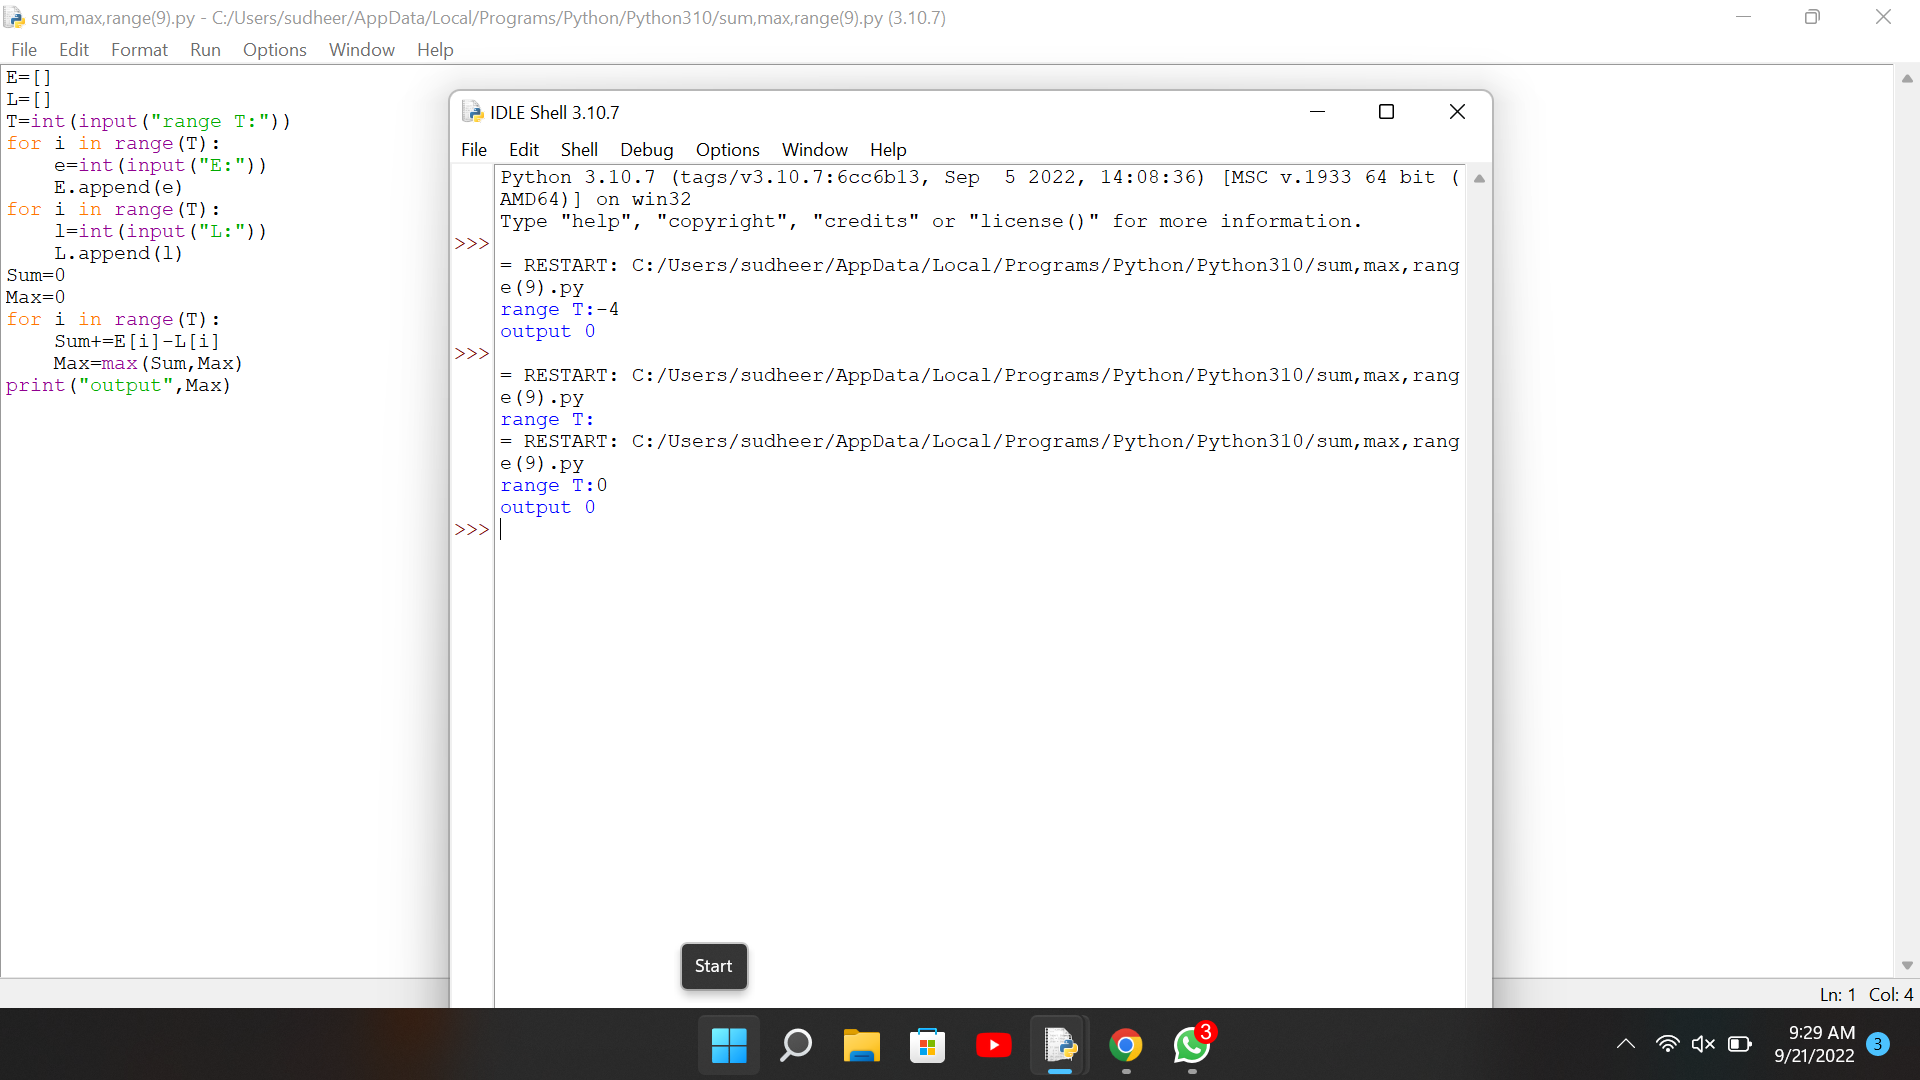 sum,max,range(9).py - C:/Users/sudheer/AppData/Local/Programs/Python/Python310/sum,max,range(9).py (3.10.7)
File Edit Format Run Options Window Help
E=[]
L=[]
T=int(input("range T:"))
for i in range(T):
    e=int(input("E:"))
    E.append(e)
for i in range(T):
    l=int(input("L:"))
    L.append(l)
Sum=0
Max=0
for i in range(T):
    Sum+=E[i]-L[i]
    Max=max(Sum,Max)
print("output",Max)
IDLE Shell 3.10.7
File Edit Shell Debug Options Window Help
Python 3.10.7 (tags/v3.10.7:6cc6b13, Sep  5 2022, 14:08:36) [MSC v.1933 64 bit (
AMD64)] on win32
Type "help", "copyright", "credits" or "license()" for more information.
>>>
= RESTART: C:/Users/sudheer/AppData/Local/Programs/Python/Python310/sum,max,rang
e(9).py
range T:-4
output 0
>>>
= RESTART: C:/Users/sudheer/AppData/Local/Programs/Python/Python310/sum,max,rang
e(9).py
range T:
= RESTART: C:/Users/sudheer/AppData/Local/Programs/Python/Python310/sum,max,rang
e(9).py
range T:0
output 0
>>>
Start
Ln: 1 Col: 4
3
9:29 AM
9/21/2022
3